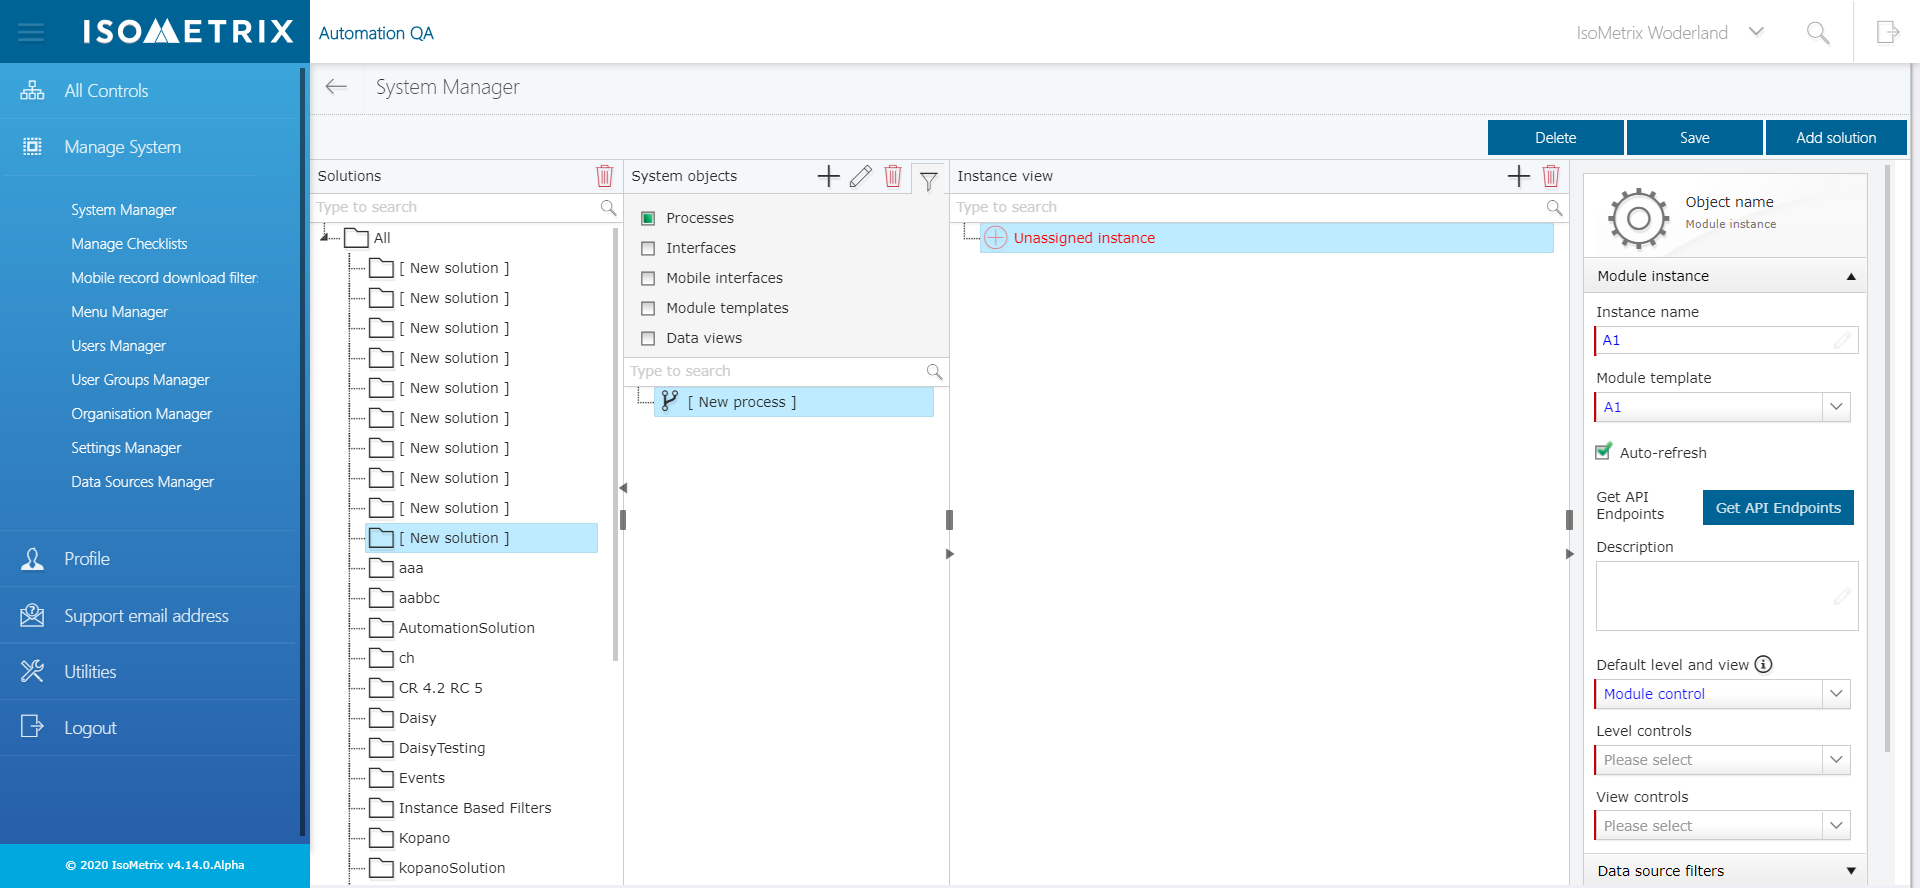 ISOMETRIX
Automation QA
IsoMetrix Woderland
All Controls
Manage System
System Manager
Manage Checklists
Mobile record download filter
Menu Manager
Users Manager
User Groups Manager
Organisation Manager
Settings Manager
Data Sources Manager
Profile
Support email address
Utilities
Logout
© 2020 IsoMetrix v4.14.0.Alpha
System Manager
Delete
Save
Add solution
Solutions
Type to search
All
[ New solution ]
[ New solution ]
[ New solution ]
[ New solution ]
[ New solution ]
[ New solution ]
[ New solution ]
[ New solution ]
[ New solution ]
[ New solution ]
aaa
aabbc
AutomationSolution
ch
CR 4.2 RC 5
Daisy
DaisyTesting
Events
Instance Based Filters
Kopano
kopanoSolution
System objects
Processes
Interfaces
Mobile interfaces
Module templates
Data views
Type to search
[ New process ]
Instance view
Type to search
Unassigned instance
Object name
Module instance
Module instance
Instance name
A1
Module template
A1
Auto-refresh
Get API
Endpoints
Get API Endpoints
Description
Default level and view
Module control
Level controls
Please select
View controls
Please select
Data source filters